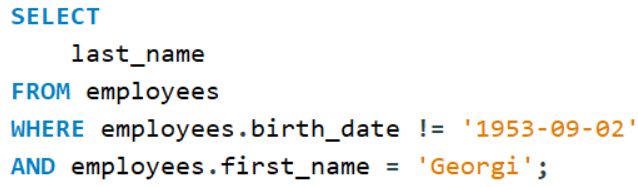 SELECT
    last_name
FROM employees
WHERE employees.birth_date != '1953-09-02'
AND employees.first_name = 'Georgi';